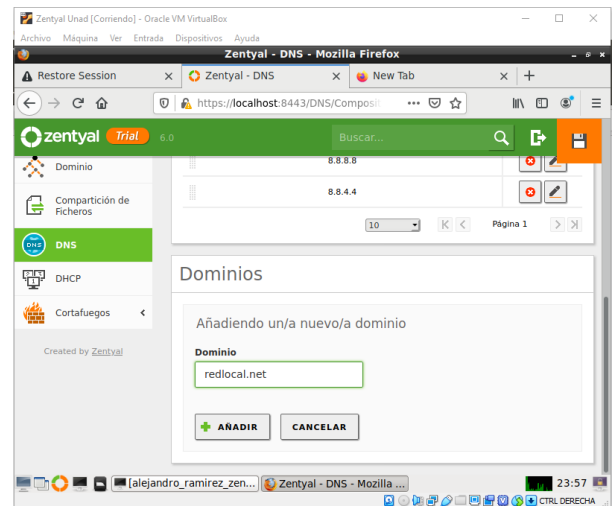 Zentyal Unad [Corriendo] - Oracle VM VirtualBox
Archivo Máquina Ver Entrada Dispositivos Ayuda
Zentyal - DNS - Mozilla Firefox
Restore Session
Zentyal - DNS
New Tab
https://localhost:8443/DNS/Composit
zentyal Trial 6.0
Buscar...
Dominio
8.8.8.8
Compartición de
Ficheros
8.8.4.4
10
Página 1
DNS
DHCP
Dominios
Cortafuegos
Añadiendo un/a nuevo/a dominio
Created by Zentyal
Dominio
redlocal.net
AÑADIR
CANCELAR
[alejandro_ramirez_zen...
Zentyal - DNS - Mozilla ...
23:57
CTRL DERECHA